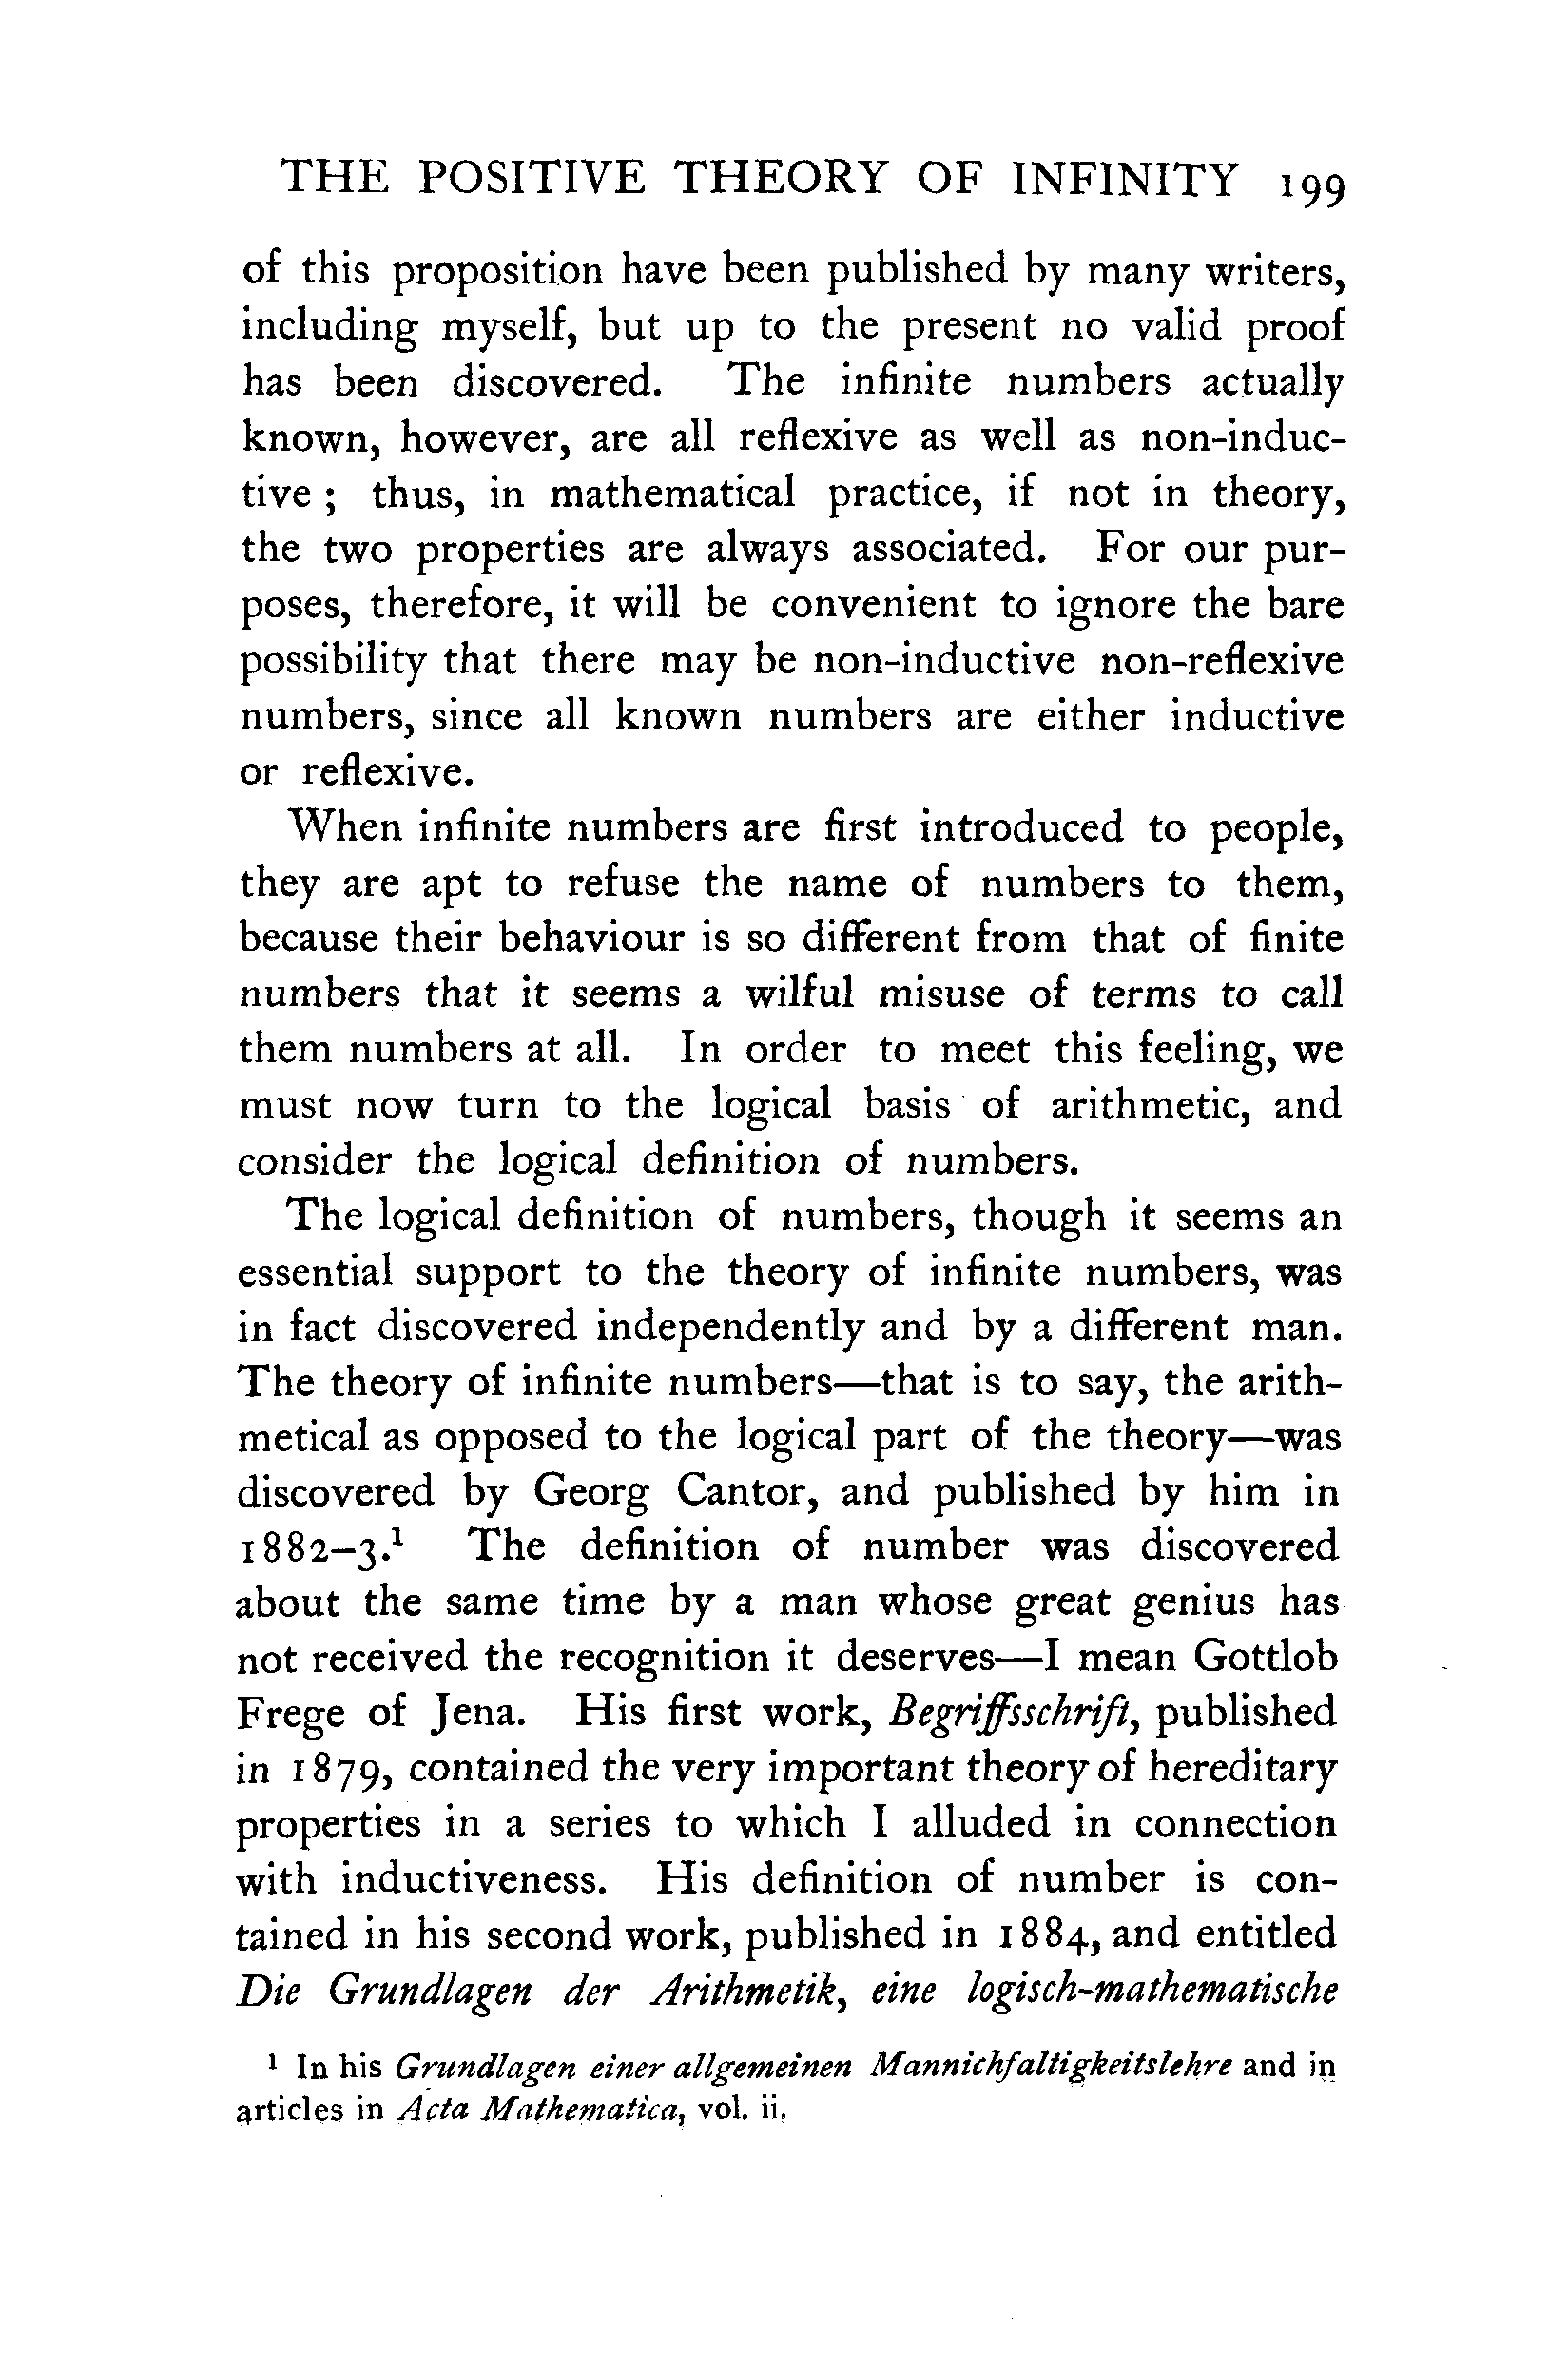 THE POSITIVE THEORY OF INFINITY 199
of this proposition have been published by many writers,
including myself, but up to the present no valid proof
has been discovered. The infinite numbers actually
known, however, are all reflexive as well as non-induc-
tive ; thus, in mathematical practice, if not in theory,
the two properties are always associated. For our pur-
poses, therefore, it will be convenient to ignore the bare
possibility that there may be non-inductive non-reflexive
numbers, since all known numbers are either inductive
or reflexive.
When infinite numbers are first introduced to people,
they are apt to refuse the name of numbers to them,
because their behaviour is so different from that of finite
numbers that it seems a wilful misuse of terms to call
them numbers at all. In order to meet this feeling, we
must now turn to the logical basis of arithmetic, and
consider the logical definition of numbers.
The logical definition of numbers, though it seems an
essential support to the theory of infinite numbers, was
in fact discovered independently and by a different man.
The theory of infinite numbers—that is to say, the arith-
metical as opposed to the logical part of the theory—was
discovered by Georg Cantor, and published by him in
1882–3.¹ The definition of number was discovered
about the same time by a man whose great genius has
not received the recognition it deserves—I mean Gottlob
Frege of Jena. His first work, Begriffsschrift, published
in 1879, contained the very important theory of hereditary
properties in a series to which I alluded in connection
with inductiveness. His definition of number is con-
tained in his second work, published in 1884, and entitled
Die Grundlagen der Arithmetik, eine logisch-mathematische
¹ In his Grundlagen einer allgemeinen Mannichfaltigkeitslehre and in
articles in Acta Mathematica, vol. ii.